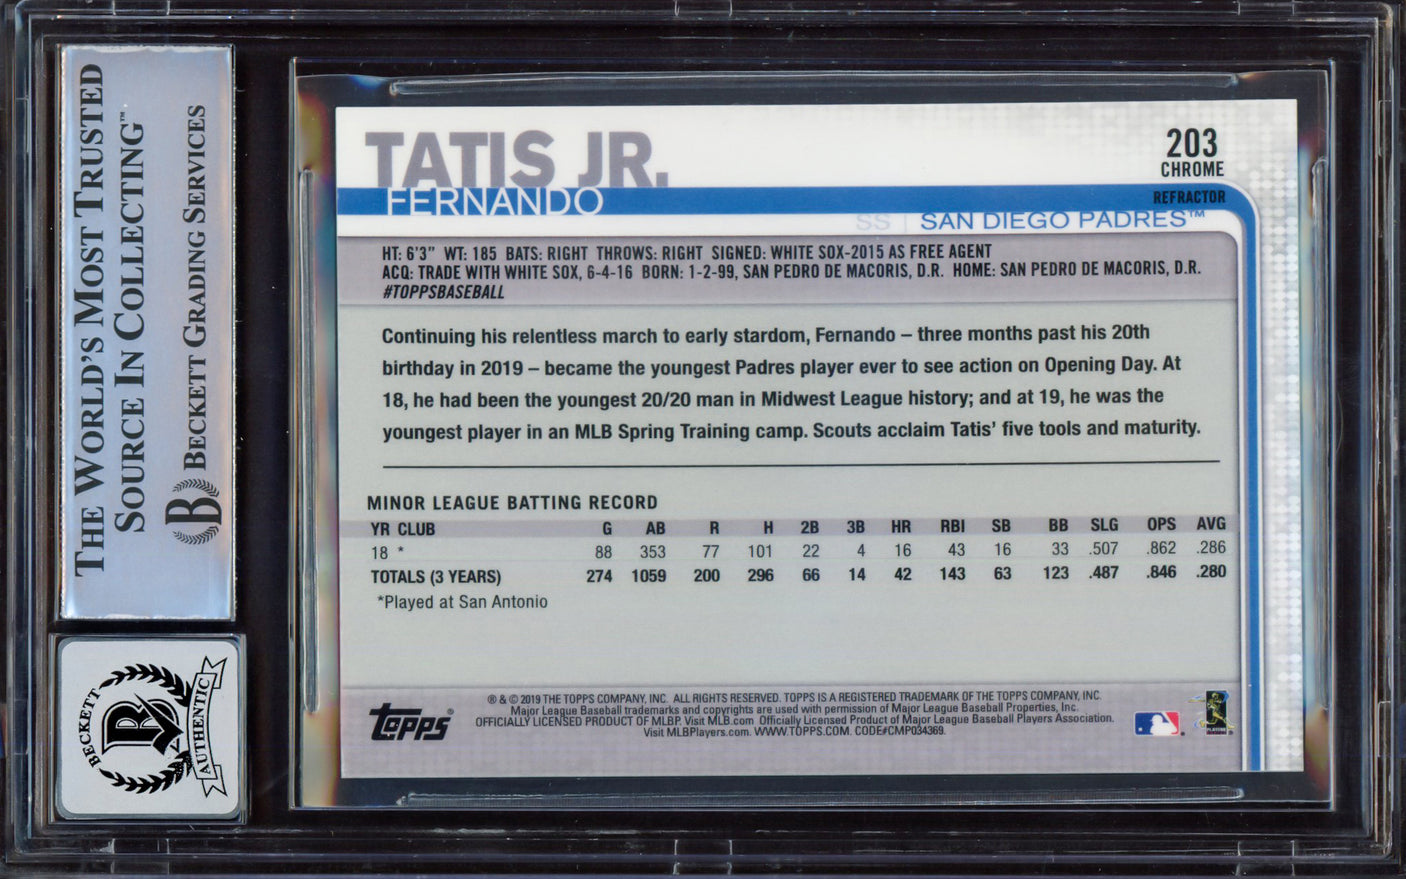 THE WORLD'S MOST TRUSTED
SOURCE IN COLLECTING™
BECKETT GRADING SERVICES
B
BECKETT
AUTHENTIC
TATIS JR.
FERNANDO
203
CHROME
REFRACTOR
SS | SAN DIEGO PADRES™
HT: 6'3" WT: 185 BATS: RIGHT THROWS: RIGHT SIGNED: WHITE SOX-2015 AS FREE AGENT
ACQ: TRADE WITH WHITE SOX, 6-4-16 BORN: 1-2-99, SAN PEDRO DE MACORIS, D.R. HOME: SAN PEDRO DE MACORIS, D.R.
#TOPPSBASEBALL
Continuing his relentless march to early stardom, Fernando – three months past his 20th
birthday in 2019 – became the youngest Padres player ever to see action on Opening Day. At
18, he had been the youngest 20/20 man in Midwest League history; and at 19, he was the
youngest player in an MLB Spring Training camp. Scouts acclaim Tatis' five tools and maturity.
MINOR LEAGUE BATTING RECORD
YR CLUB G AB R H 2B 3B HR RBI SB BB SLG OPS AVG
18 * 88 353 77 101 22 4 16 43 16 33 .507 .862 .286
TOTALS (3 YEARS) 274 1059 200 296 66 14 42 143 63 123 .487 .846 .280
*Played at San Antonio
Topps®
® & © 2019 THE TOPPS COMPANY, INC. ALL RIGHTS RESERVED. TOPPS IS A REGISTERED TRADEMARK OF THE TOPPS COMPANY, INC.
Major League Baseball trademarks and copyrights are used with permission of Major League Baseball Properties, Inc.
OFFICIALLY LICENSED PRODUCT OF MLBP. Visit MLB.com Officially Licensed Product of Major League Baseball Players Association.
Visit MLBPlayers.com. WWW.TOPPS.COM. CODE#CMP034369.
PLAYERS